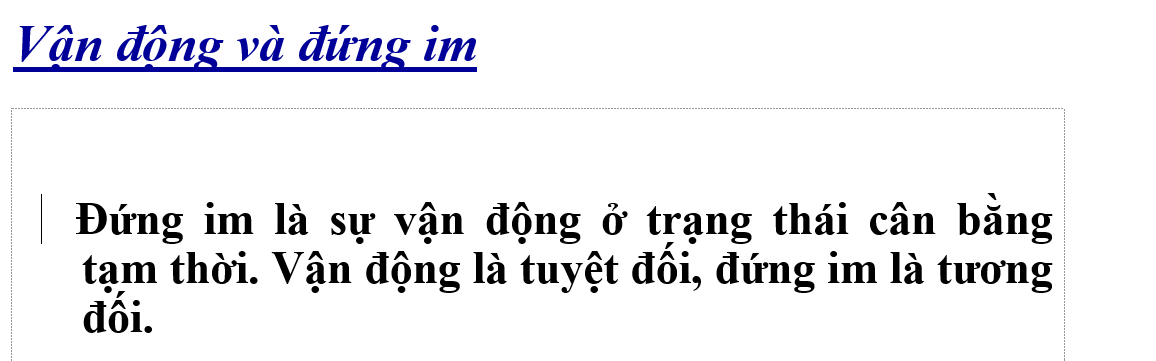 Vận động và đứng im
Đứng im là sự vận động ở trạng thái cân bằng
tạm thời. Vận động là tuyệt đối, đứng im là tương
đối.